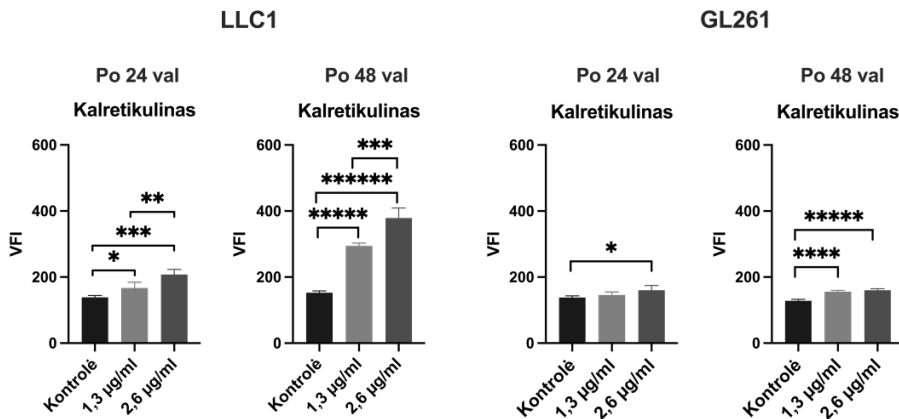 LLC1
GL261
Po 24 val
Kalretikulinas
VFI
600
400
200
0
*
***
**
Kontrolė
1,3 µg/ml
2,6 µg/ml
Po 48 val
Kalretikulinas
VFI
600
400
200
0
*****
******
***
Kontrolė
1,3 µg/ml
2,6 µg/ml
Po 24 val
Kalretikulinas
VFI
600
400
200
0
*
Kontrolė
1,3 µg/ml
2,6 µg/ml
Po 48 val
Kalretikulinas
VFI
600
400
200
0
****
*****
Kontrolė
1,3 µg/ml
2,6 µg/ml